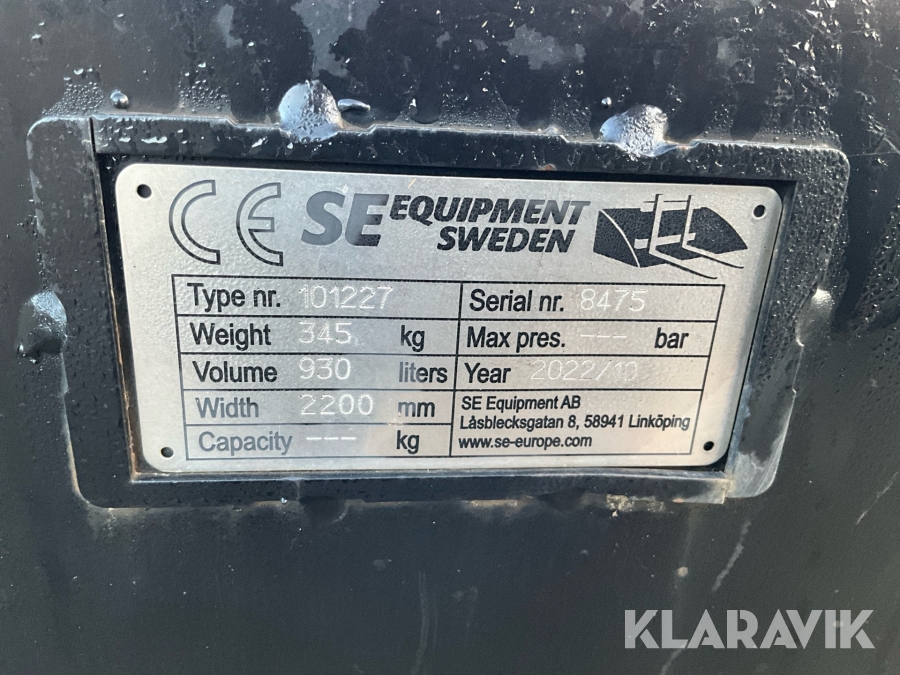 CE SE EQUIPMENT SWEDEN
Type nr. 101227 Serial nr. 8475
Weight 345 kg Max pres. --- bar
Volume 930 liters Year 2022/10
Width 2200 mm SE Equipment AB
Låsblecksgatan 8, 58941 Linköping
Capacity --- kg www.se-europe.com
KLARAVIK